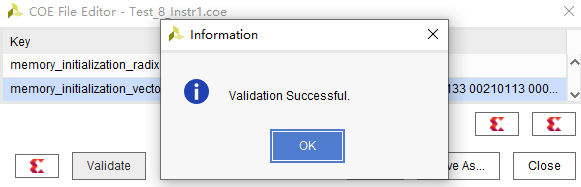 COE File Editor - Test_8_Instr1.coe
Information
Key
memory_initialization_radix
memory_initialization_vecto
133 00210113 000...
Validation Successful.
OK
Validate
ve As...
Close